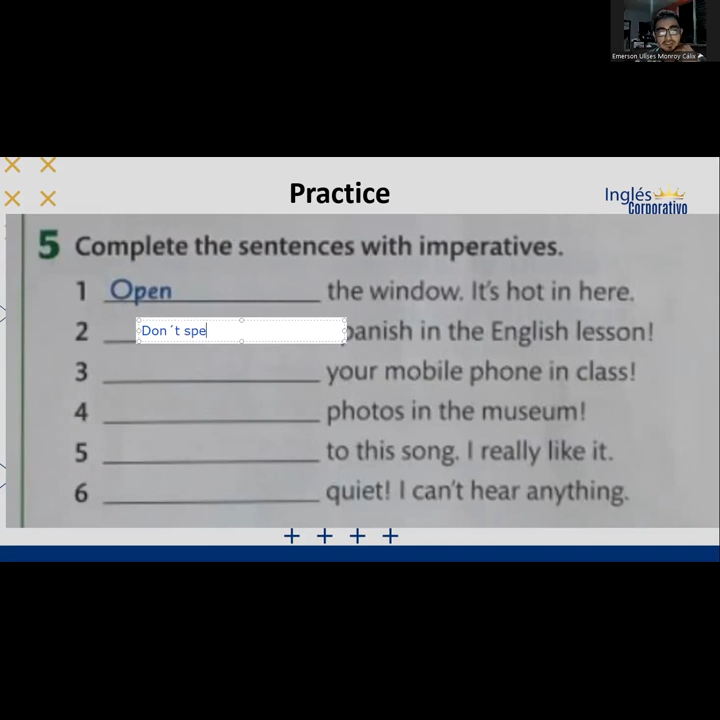 Emerson Ulises Monroy Cálix
Practice
Inglés
Corporativo
5 Complete the sentences with imperatives.
1 Open the window. It's hot in here.
2 Don´t spe panish in the English lesson!
3 your mobile phone in class!
4 photos in the museum!
5 to this song. I really like it.
6 quiet! I can't hear anything.